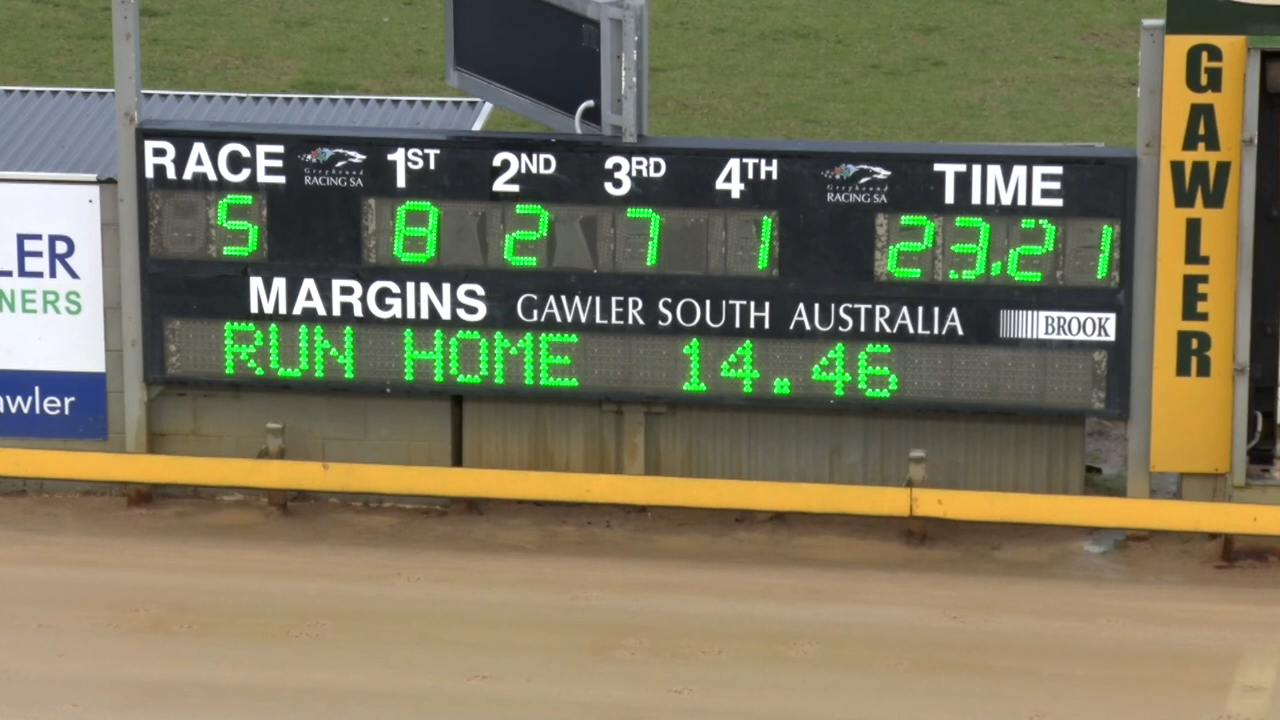 RACE Greyhound RACING SA 1ST 2ND 3RD 4TH Greyhound RACING SA TIME
5 8 2 7 1 23.21
MARGINS GAWLER SOUTH AUSTRALIA BROOK
RUN HOME 14.46
LER
NERS
awler
GAWLER